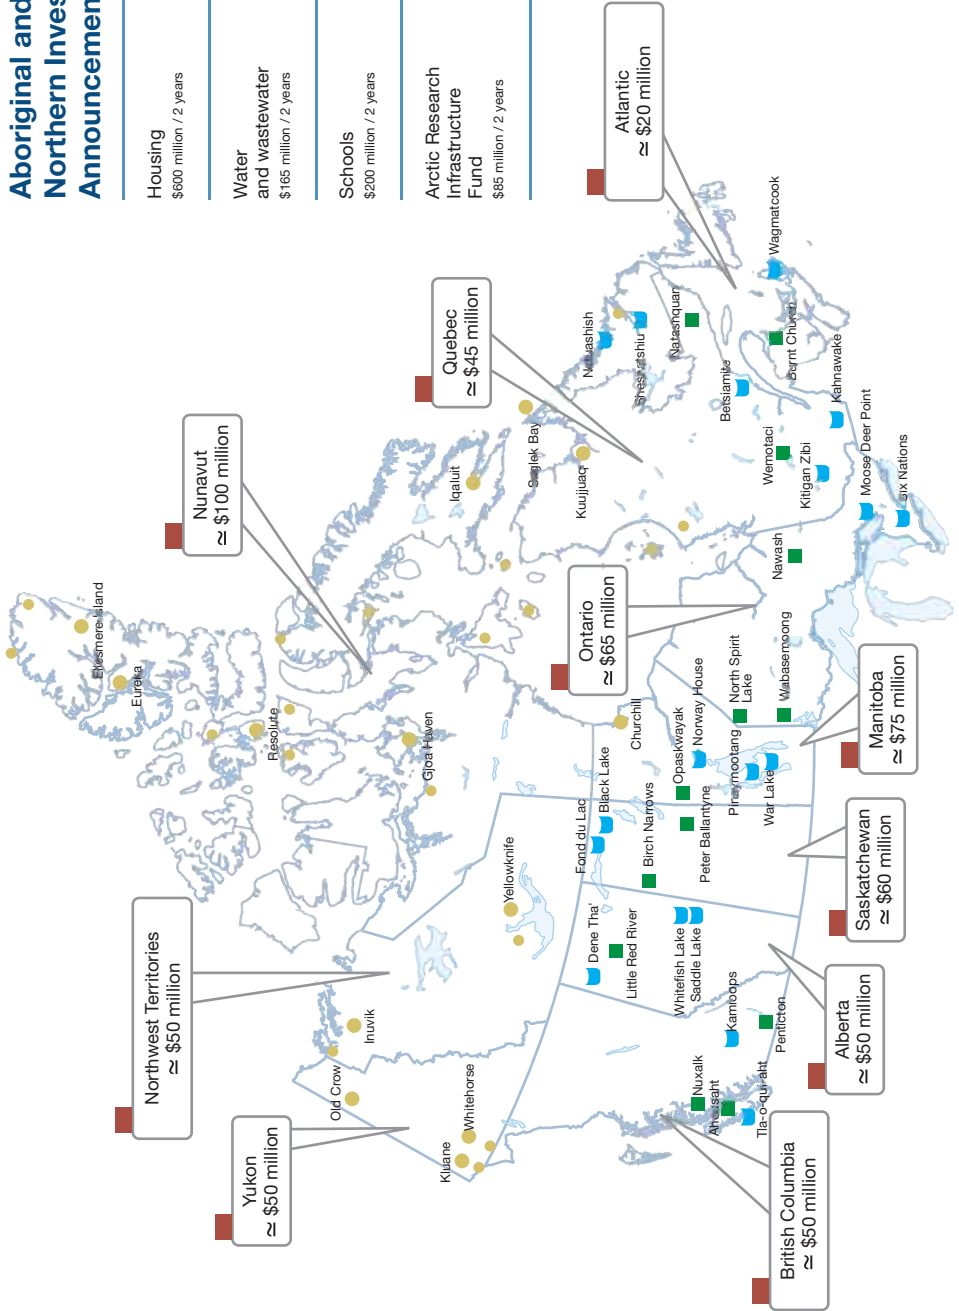 Aboriginal and
Northern Inves
Announcemen
Housing
$600 million / 2 years
Water
and wastewater
$165 million / 2 years
Schools
$200 million / 2 years
Arctic Research
Infrastructure
Fund
$85 million / 2 years
Yukon
≃ $50 million
Northwest Territories
≃ $50 million
Nunavut
≃ $100 million
Quebec
≃ $45 million
Atlantic
≃ $20 million
Ontario
≃ $65 million
Manitoba
≃ $75 million
Saskatchewan
≃ $60 million
Alberta
≃ $50 million
British Columbia
≃ $50 million
Ellesmere Island
Eureka
Resolute
Gjoa Haven
Iqaluit
Saglek Bay
Kuujjuaq
Churchill
Yellowknife
Inuvik
Old Crow
Whitehorse
Kluane
Natuashish
Sheshatshiu
Natashquan
Wagmatcook
Burnt Church
Betsiamite
Kahnawake
Wemotaci
Kitigan Zibi
Moose Deer Point
Six Nations
Nawash
North Spirit
Lake
Wabasemoong
Norway House
Opaskwayak
Pinaymootang
War Lake
Black Lake
Fond du Lac
Birch Narrows
Peter Ballantyne
Dene Tha'
Little Red River
Whitefish Lake
Saddle Lake
Kamloops
Penticton
Nuxalk
Ahousaht
Tla-o-qui-aht